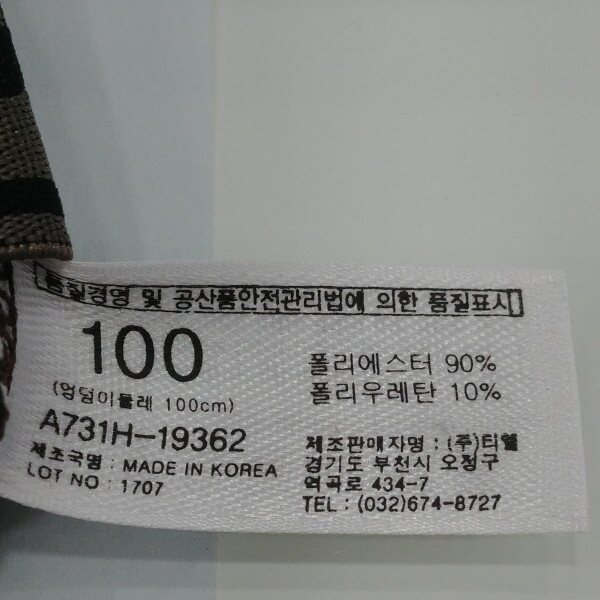 품질경영 및 공산품안전관리법에 의한 품질표시
100
(엉덩이둘레 100cm)
A731H-19362
제조국명 : MADE IN KOREA
LOT NO : 1707
폴리에스터 90%
폴리우레탄 10%
제조판매자명 : (주)티엘
경기도 부천시 오정구
역곡로 434-7
TEL : (032)674-8727